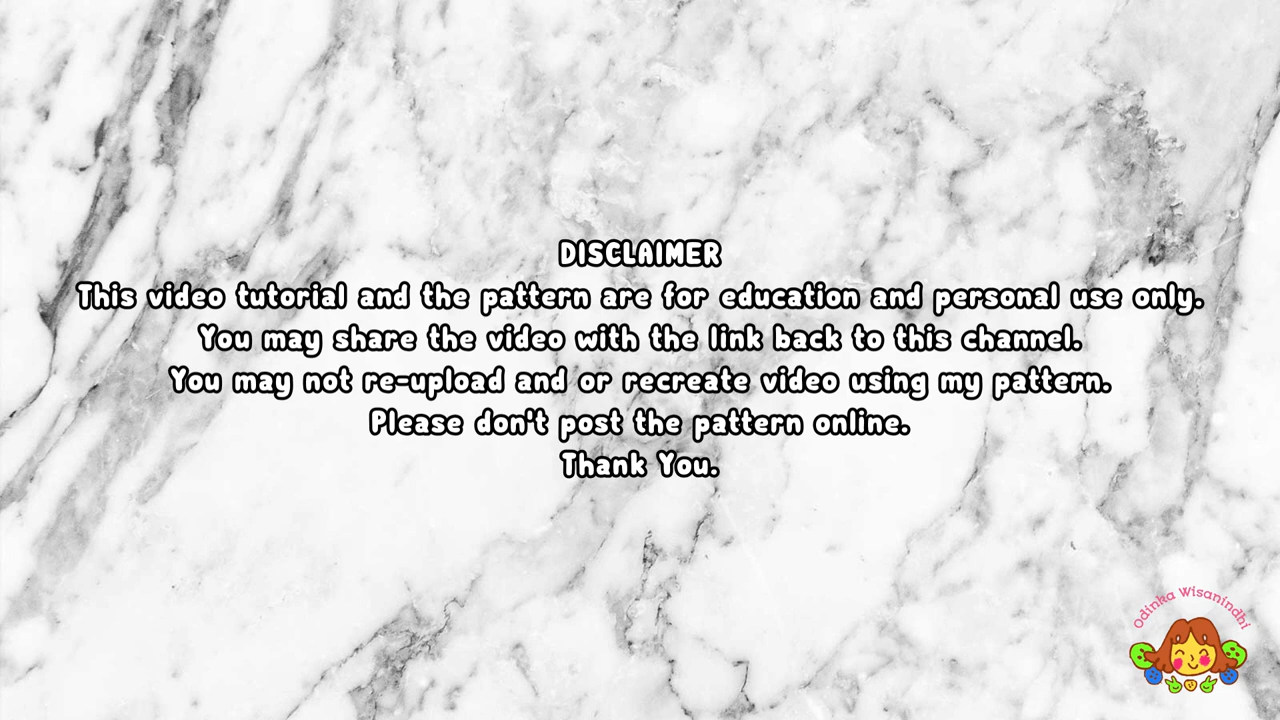 DISCLAIMER
This video tutorial and the pattern are for education and personal use only.
You may share the video with the link back to this channel.
You may not re-upload and or recreate video using my pattern.
Please don't post the pattern online.
Thank You.
Odinka Wisanindhi